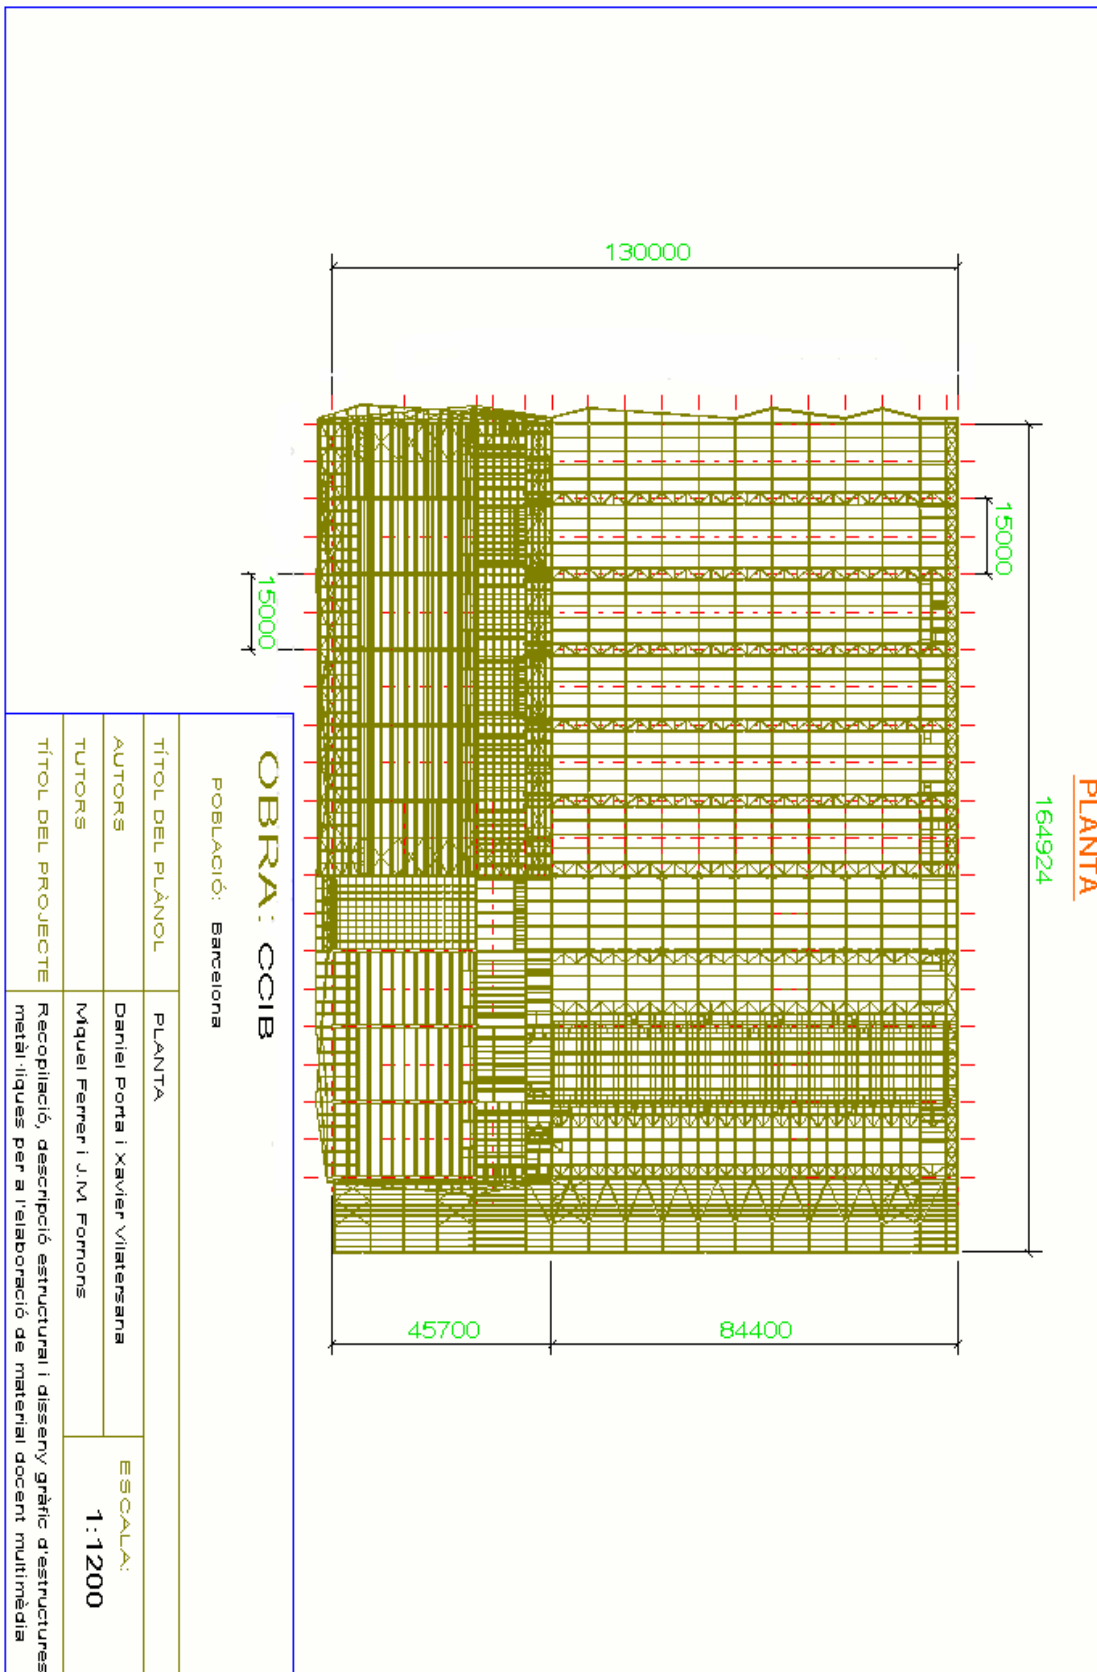 PLANTA
164924
15000
130000
15000
84400
45700
OBRA: CCIB
POBLACIÓ: Barcelona
TÍTOL DEL PLÀNOL PLANTA
AUTORS Daniel Porta i Xavier Vilatersana
TUTORS Miquel Ferrer i J.M. Fornons
ESCALA:
1:1200
TÍTOL DEL PROJECTE Recopilació, descripció estructural i disseny gràfic d'estructures
metàl·liques per a l'elaboració de material docent multimèdia